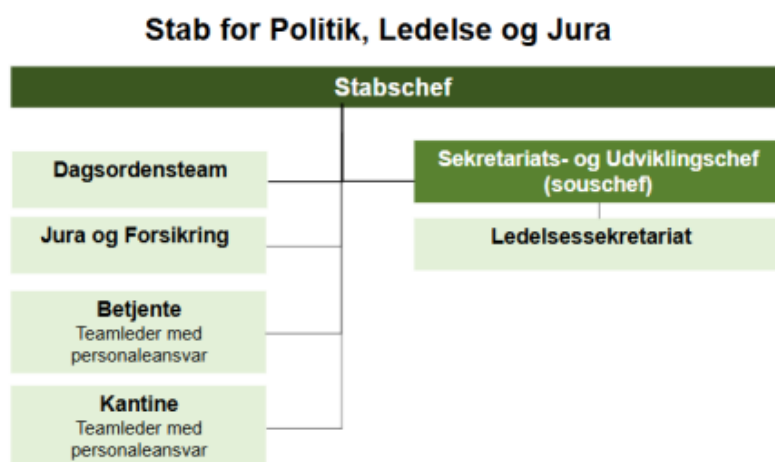 Stab for Politik, Ledelse og Jura
Stabschef
Dagsordensteam
Jura og Forsikring
Betjente
Teamleder med
personaleansvar
Kantine
Teamleder med
personaleansvar
Sekretariats- og Udviklingschef
(souschef)
Ledelsessekretariat